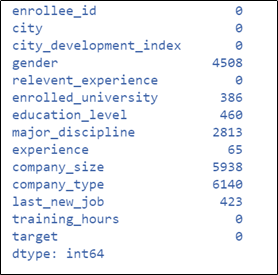 enrollee_id 0
city 0
city_development_index 0
gender 4508
relevent_experience 0
enrolled_university 386
education_level 460
major_discipline 2813
experience 65
company_size 5938
company_type 6140
last_new_job 423
training_hours 0
target 0
dtype: int64